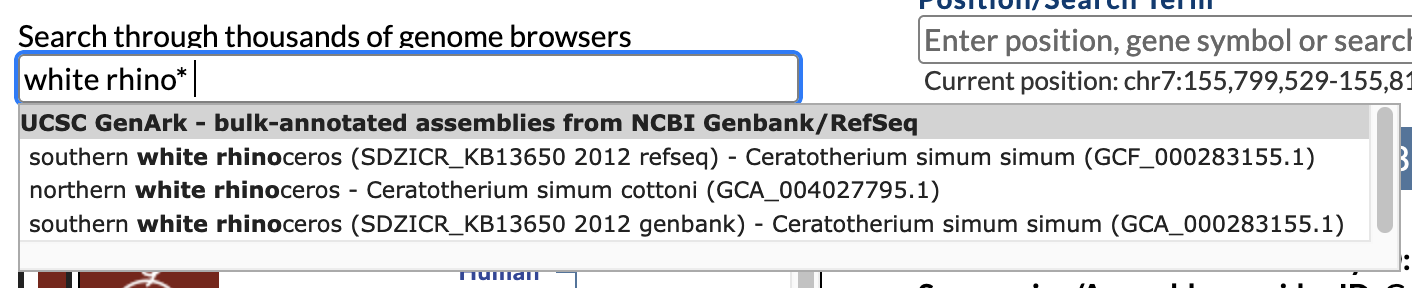 Position/Search Term
Search through thousands of genome browsers
Enter position, gene symbol or search
white rhino*
Current position: chr7:155,799,529-155,81
UCSC GenArk - bulk-annotated assemblies from NCBI Genbank/RefSeq
southern white rhinoceros (SDZICR_KB13650 2012 refseq) - Ceratotherium simum simum (GCF_000283155.1)
northern white rhinoceros - Ceratotherium simum cottoni (GCA_004027795.1)
southern white rhinoceros (SDZICR_KB13650 2012 genbank) - Ceratotherium simum simum (GCA_000283155.1)
Human